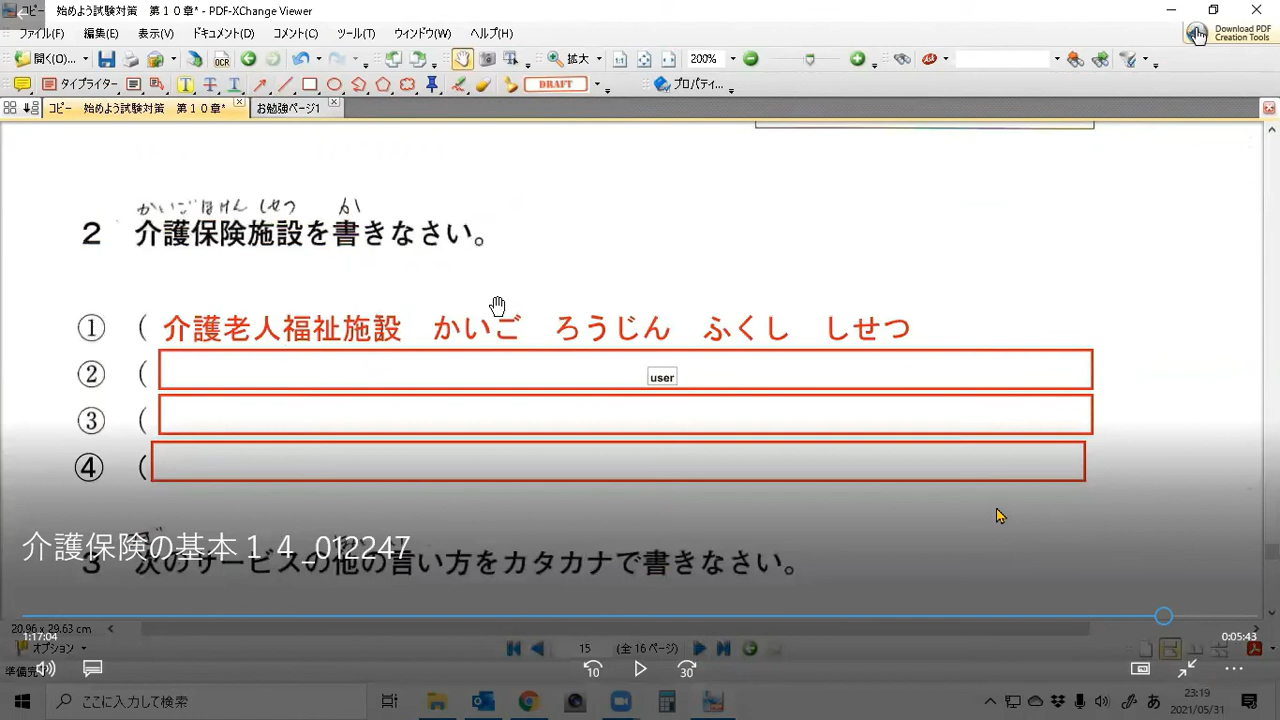 コピー 始めよう試験対策 第１０章* - PDF-XChange Viewer
ファイル(F) 編集(E) 表示(V) ドキュメント(D) コメント(C) ツール(T) ウィンドウ(W) ヘルプ(H)
Download PDF
Creation Tools
開く(O)... OCR 拡大 200%
タイプライター T T T DRAFT プロパティ...
コピー 始めよう試験対策 第１０章* お勉強ページ1
かいごほけん しせつ か
２ 介護保険施設を書きなさい。
① ( 介護老人福祉施設 かいご ろうじん ふくし しせつ
② (
user
③ (
④ (
介護保険の基本１４_012247
３ 次のサービスの他の言い方をカタカナで書きなさい。
20.96 x 29.63 cm
1:17:04 0:05:43
オプション 15 (全 16 ページ)
10 30
ここに入力して検索
あ 23:19
2021/05/31